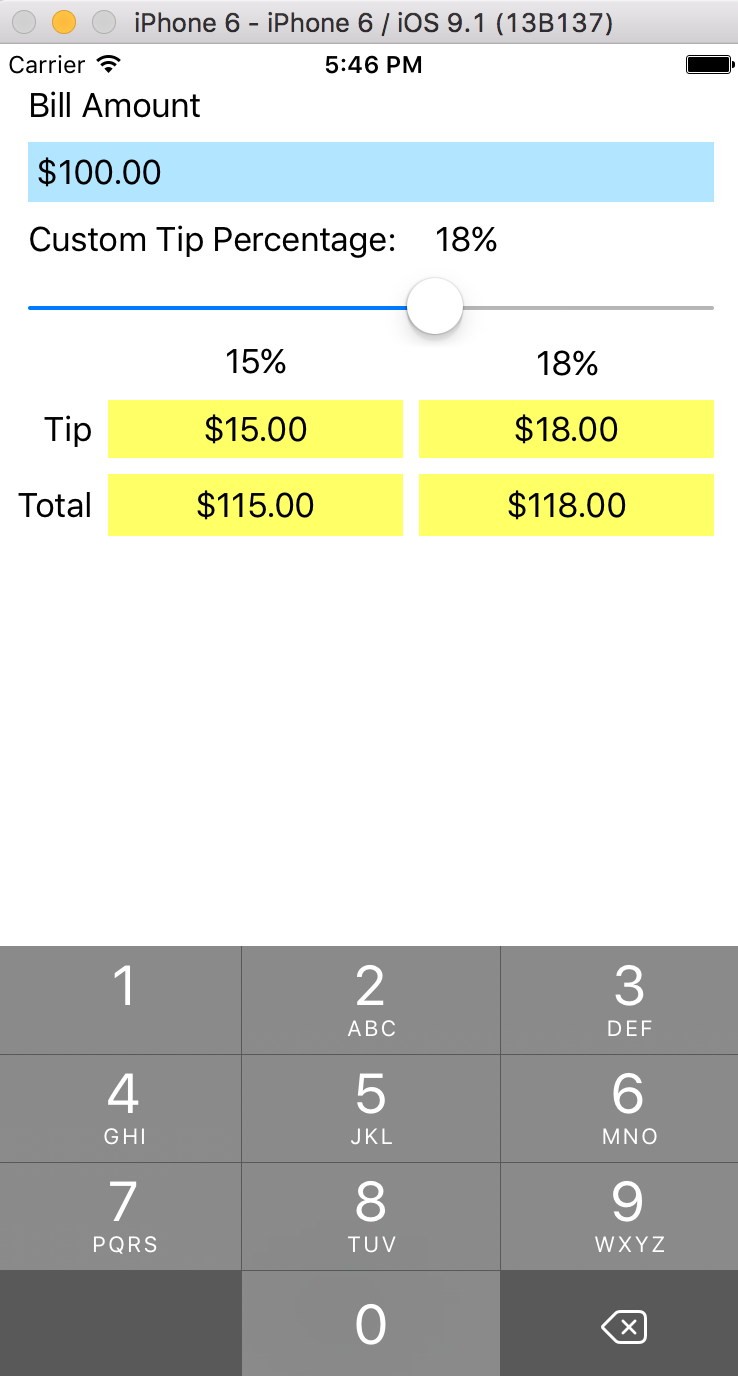 iPhone 6 - iPhone 6 / iOS 9.1 (13B137)
Carrier 5:46 PM
Bill Amount
$100.00
Custom Tip Percentage: 18%
15% 18%
Tip $15.00 $18.00
Total $115.00 $118.00
1 2 3
ABC DEF
4 5 6
GHI JKL MNO
7 8 9
PQRS TUV WXYZ
0